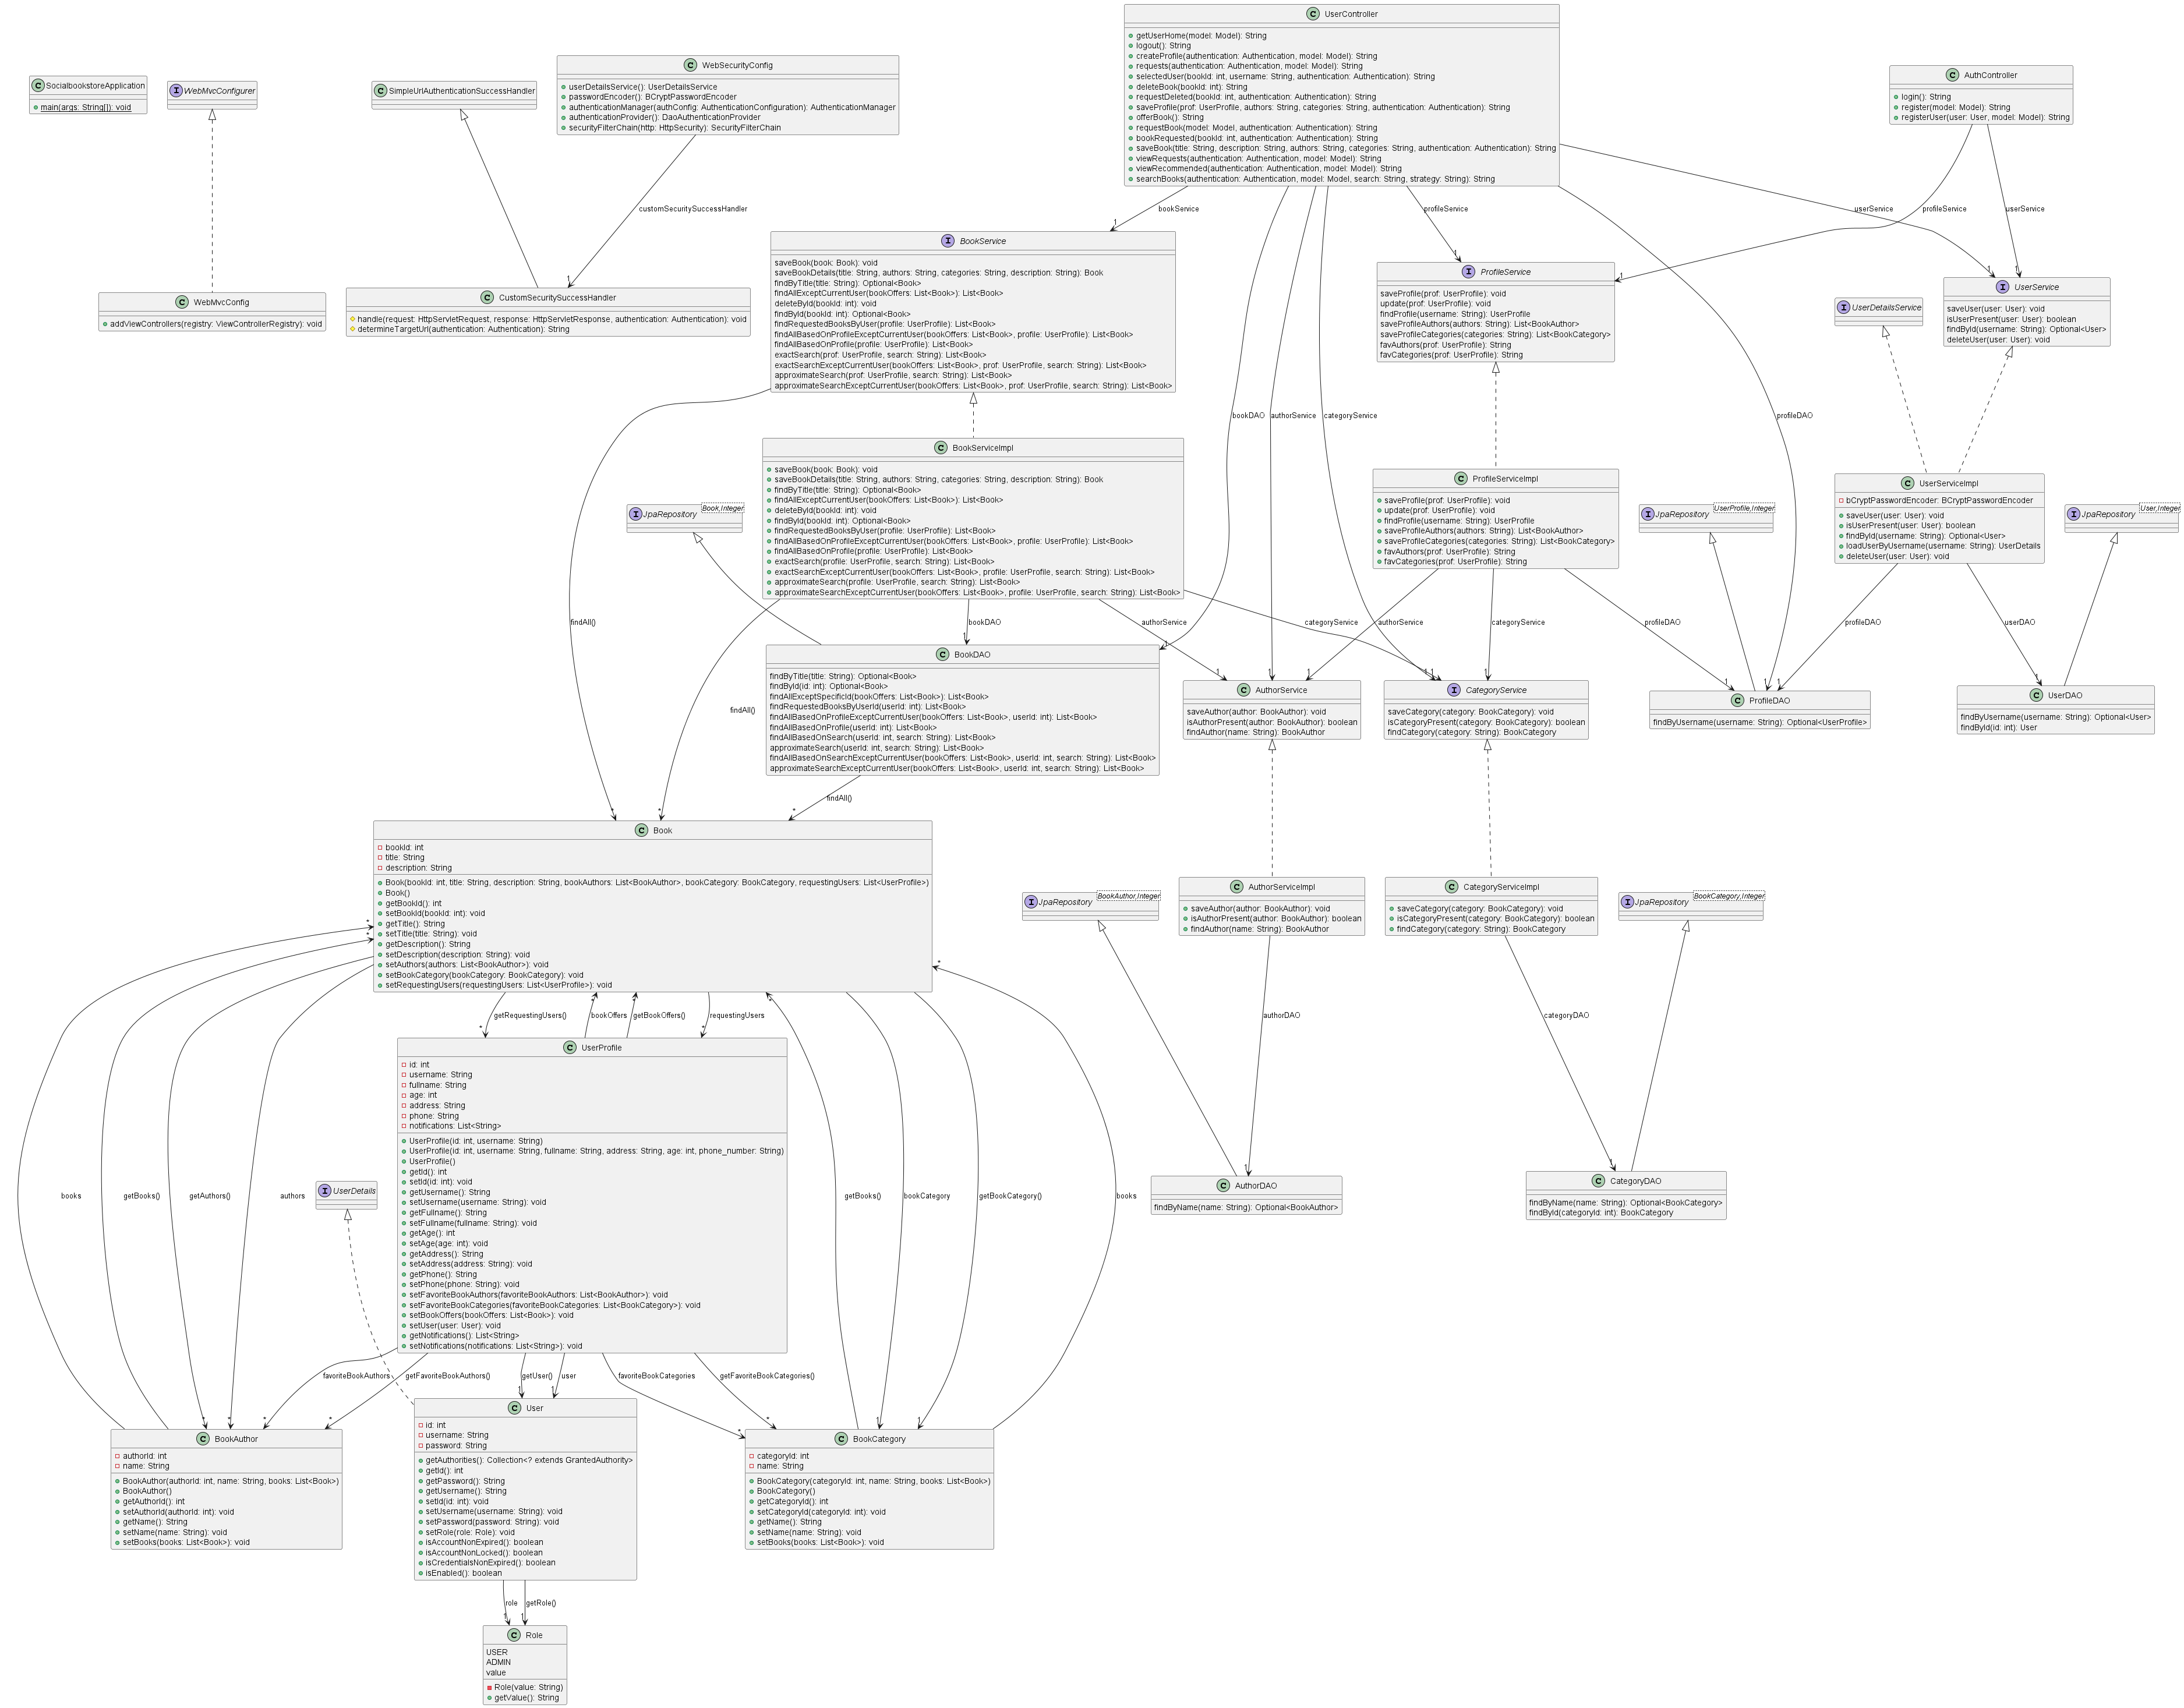 UserController
getUserHome(model: Model): String
logout(): String
createProfile(authentication: Authentication, model: Model): String
requests(authentication: Authentication, model: Model): String
selectedUser(bookId: int, username: String, authentication: Authentication): String
deleteBook(bookId: int): String
requestDeleted(bookId: int, authentication: Authentication): String
saveProfile(prof: UserProfile, authors: String, categories: String, authentication: Authentication): String
offerBook(): String
requestBook(model: Model, authentication: Authentication): String
bookRequested(bookId: int, authentication: Authentication): String
saveBook(title: String, description: String, authors: String, categories: String, authentication: Authentication): String
viewRequests(authentication: Authentication, model: Model): String
viewRecommended(authentication: Authentication, model: Model): String
searchBooks(authentication: Authentication, model: Model, search: String, strategy: String): String
SocialbookstoreApplication
main(args: String[]): void
WebMvcConfigurer
SimpleUrlAuthenticationSuccessHandler
WebSecurityConfig
userDetailsService(): UserDetailsService
passwordEncoder(): BCryptPasswordEncoder
authenticationManager(authConfig: AuthenticationConfiguration): AuthenticationManager
authenticationProvider(): DaoAuthenticationProvider
securityFilterChain(http: HttpSecurity): SecurityFilterChain
AuthController
login(): String
register(model: Model): String
registerUser(user: User, model: Model): String
customSecuritySuccessHandler
1
bookService
1
profileService
1
userService
1
profileService
1
userService
1
WebMvcConfig
addViewControllers(registry: ViewControllerRegistry): void
CustomSecuritySuccessHandler
handle(request: HttpServletRequest, response: HttpServletResponse, authentication: Authentication): void
determineTargetUrl(authentication: Authentication): String
BookService
saveBook(book: Book): void
saveBookDetails(title: String, authors: String, categories: String, description: String): Book
findByTitle(title: String): Optional<Book>
findAllExceptCurrentUser(bookOffers: List<Book>): List<Book>
deleteById(bookId: int): void
findById(bookId: int): Optional<Book>
findRequestedBooksByUser(profile: UserProfile): List<Book>
findAllBasedOnProfileExceptCurrentUser(bookOffers: List<Book>, profile: UserProfile): List<Book>
findAllBasedOnProfile(profile: UserProfile): List<Book>
exactSearch(prof: UserProfile, search: String): List<Book>
exactSearchExceptCurrentUser(bookOffers: List<Book>, prof: UserProfile, search: String): List<Book>
approximateSearch(prof: UserProfile, search: String): List<Book>
approximateSearchExceptCurrentUser(bookOffers: List<Book>, prof: UserProfile, search: String): List<Book>
ProfileService
saveProfile(prof: UserProfile): void
update(prof: UserProfile): void
findProfile(username: String): UserProfile
saveProfileAuthors(authors: String): List<BookAuthor>
saveProfileCategories(categories: String): List<BookCategory>
favAuthors(prof: UserProfile): String
favCategories(prof: UserProfile): String
UserDetailsService
UserService
saveUser(user: User): void
isUserPresent(user: User): boolean
findById(username: String): Optional<User>
deleteUser(user: User): void
bookDAO
1
authorService
1
categoryService
1
profileDAO
1
findAll()
*
BookServiceImpl
saveBook(book: Book): void
saveBookDetails(title: String, authors: String, categories: String, description: String): Book
findByTitle(title: String): Optional<Book>
findAllExceptCurrentUser(bookOffers: List<Book>): List<Book>
deleteById(bookId: int): void
findById(bookId: int): Optional<Book>
findRequestedBooksByUser(profile: UserProfile): List<Book>
findAllBasedOnProfileExceptCurrentUser(bookOffers: List<Book>, profile: UserProfile): List<Book>
findAllBasedOnProfile(profile: UserProfile): List<Book>
exactSearch(profile: UserProfile, search: String): List<Book>
exactSearchExceptCurrentUser(bookOffers: List<Book>, profile: UserProfile, search: String): List<Book>
approximateSearch(profile: UserProfile, search: String): List<Book>
approximateSearchExceptCurrentUser(bookOffers: List<Book>, profile: UserProfile, search: String): List<Book>
ProfileServiceImpl
saveProfile(prof: UserProfile): void
update(prof: UserProfile): void
findProfile(username: String): UserProfile
saveProfileAuthors(authors: String): List<BookAuthor>
saveProfileCategories(categories: String): List<BookCategory>
favAuthors(prof: UserProfile): String
favCategories(prof: UserProfile): String
UserServiceImpl
bCryptPasswordEncoder: BCryptPasswordEncoder
saveUser(user: User): void
isUserPresent(user: User): boolean
findById(username: String): Optional<User>
loadUserByUsername(username: String): UserDetails
deleteUser(user: User): void
JpaRepository Book,Integer
JpaRepository UserProfile,Integer
JpaRepository User,Integer
findAll()
*
bookDAO
1
authorService
1
categoryService
1
authorService
1
categoryService
1
profileDAO
1
profileDAO
1
userDAO
1
BookDAO
findByTitle(title: String): Optional<Book>
findById(id: int): Optional<Book>
findAllExceptSpecificId(bookOffers: List<Book>): List<Book>
findRequestedBooksByUserId(userId: int): List<Book>
findAllBasedOnProfileExceptCurrentUser(bookOffers: List<Book>, userId: int): List<Book>
findAllBasedOnProfile(userId: int): List<Book>
findAllBasedOnSearch(userId: int, search: String): List<Book>
approximateSearch(userId: int, search: String): List<Book>
findAllBasedOnSearchExceptCurrentUser(bookOffers: List<Book>, userId: int, search: String): List<Book>
approximateSearchExceptCurrentUser(bookOffers: List<Book>, userId: int, search: String): List<Book>
AuthorService
saveAuthor(author: BookAuthor): void
isAuthorPresent(author: BookAuthor): boolean
findAuthor(name: String): BookAuthor
CategoryService
saveCategory(category: BookCategory): void
isCategoryPresent(category: BookCategory): boolean
findCategory(category: String): BookCategory
ProfileDAO
findByUsername(username: String): Optional<UserProfile>
UserDAO
findByUsername(username: String): Optional<User>
findById(id: int): User
findAll()
*
Book
bookId: int
title: String
description: String
Book(bookId: int, title: String, description: String, bookAuthors: List<BookAuthor>, bookCategory: BookCategory, requestingUsers: List<UserProfile>)
Book()
getBookId(): int
setBookId(bookId: int): void
getTitle(): String
setTitle(title: String): void
getDescription(): String
setDescription(description: String): void
setAuthors(authors: List<BookAuthor>): void
setBookCategory(bookCategory: BookCategory): void
setRequestingUsers(requestingUsers: List<UserProfile>): void
JpaRepository BookAuthor,Integer
AuthorServiceImpl
saveAuthor(author: BookAuthor): void
isAuthorPresent(author: BookAuthor): boolean
findAuthor(name: String): BookAuthor
CategoryServiceImpl
saveCategory(category: BookCategory): void
isCategoryPresent(category: BookCategory): boolean
findCategory(category: String): BookCategory
JpaRepository BookCategory,Integer
getRequestingUsers()
*
bookOffers
*
getBookOffers()
*
requestingUsers
*
authorDAO
1
categoryDAO
1
UserProfile
id: int
username: String
fullname: String
age: int
address: String
phone: String
notifications: List<String>
UserProfile(id: int, username: String)
UserProfile(id: int, username: String, fullname: String, address: String, age: int, phone_number: String)
UserProfile()
getId(): int
setId(id: int): void
getUsername(): String
setUsername(username: String): void
getFullname(): String
setFullname(fullname: String): void
getAge(): int
setAge(age: int): void
getAddress(): String
setAddress(address: String): void
getPhone(): String
setPhone(phone: String): void
setFavoriteBookAuthors(favoriteBookAuthors: List<BookAuthor>): void
setFavoriteBookCategories(favoriteBookCategories: List<BookCategory>): void
setBookOffers(bookOffers: List<Book>): void
setUser(user: User): void
getNotifications(): List<String>
setNotifications(notifications: List<String>): void
books
*
getBooks()
*
getAuthors()
*
authors
*
UserDetails
getBooks()
*
bookCategory
1
getBookCategory()
1
books
*
AuthorDAO
findByName(name: String): Optional<BookAuthor>
CategoryDAO
findByName(name: String): Optional<BookCategory>
findById(categoryId: int): BookCategory
favoriteBookAuthors
*
getFavoriteBookAuthors()
*
getUser()
1
user
1
favoriteBookCategories
*
getFavoriteBookCategories()
*
BookAuthor
authorId: int
name: String
BookAuthor(authorId: int, name: String, books: List<Book>)
BookAuthor()
getAuthorId(): int
setAuthorId(authorId: int): void
getName(): String
setName(name: String): void
setBooks(books: List<Book>): void
User
id: int
username: String
password: String
getAuthorities(): Collection<? extends GrantedAuthority>
getId(): int
getPassword(): String
getUsername(): String
setId(id: int): void
setUsername(username: String): void
setPassword(password: String): void
setRole(role: Role): void
isAccountNonExpired(): boolean
isAccountNonLocked(): boolean
isCredentialsNonExpired(): boolean
isEnabled(): boolean
BookCategory
categoryId: int
name: String
BookCategory(categoryId: int, name: String, books: List<Book>)
BookCategory()
getCategoryId(): int
setCategoryId(categoryId: int): void
getName(): String
setName(name: String): void
setBooks(books: List<Book>): void
role
1
getRole()
1
Role
USER
ADMIN
value
Role(value: String)
getValue(): String